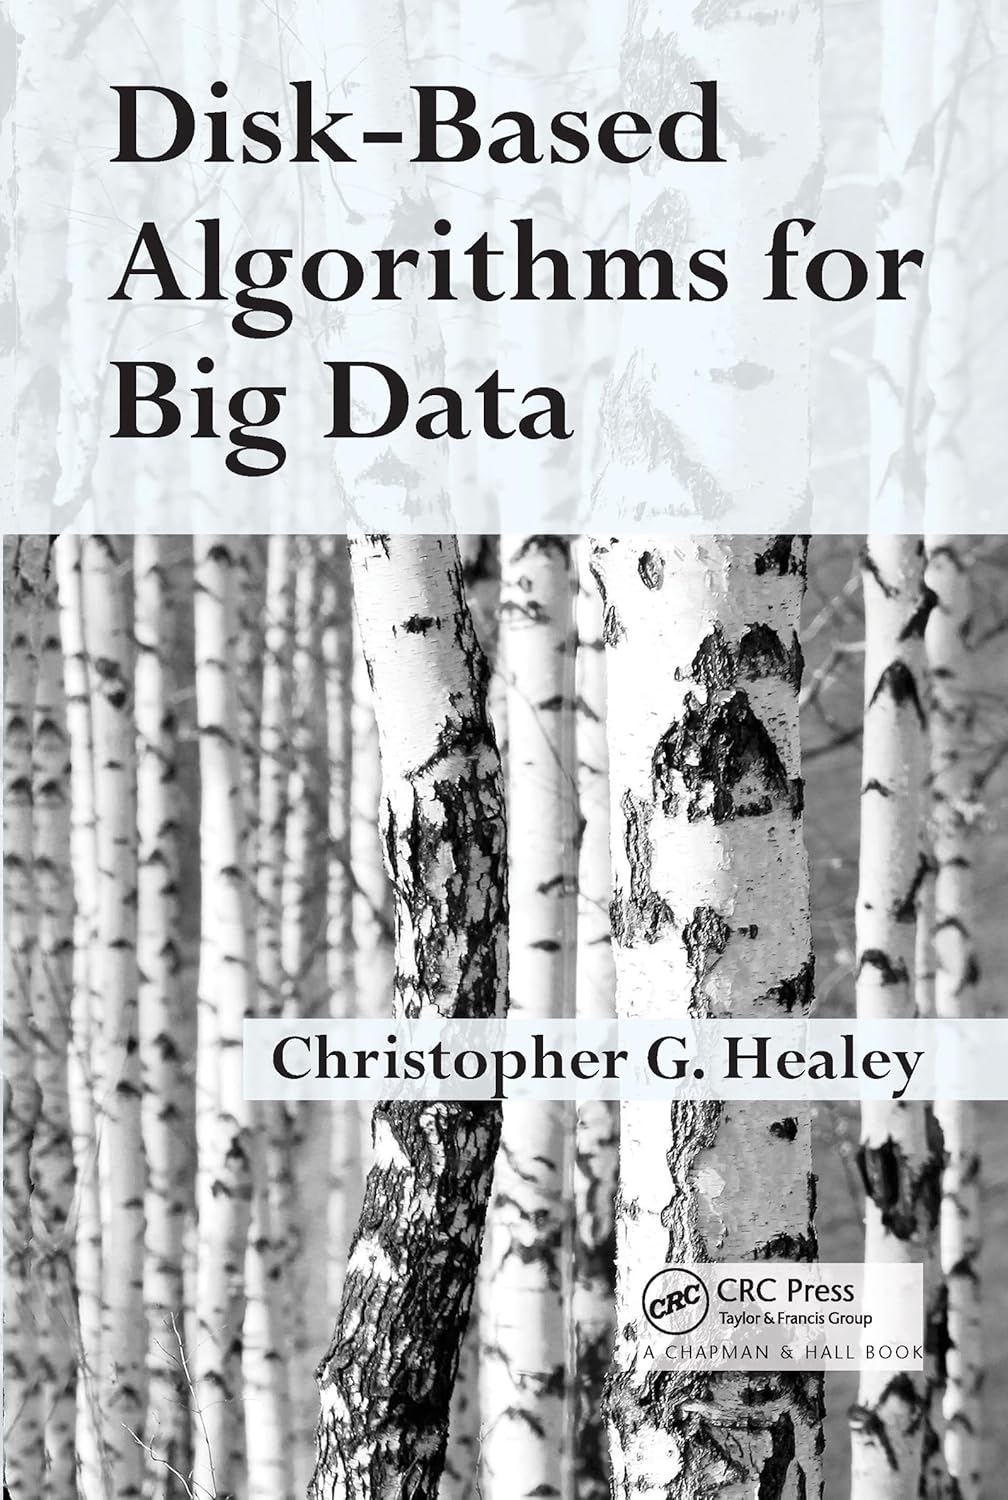 Disk-Based
Algorithms for
Big Data
Christopher G. Healey
CRC
CRC Press
Taylor & Francis Group
A CHAPMAN & HALL BOOK